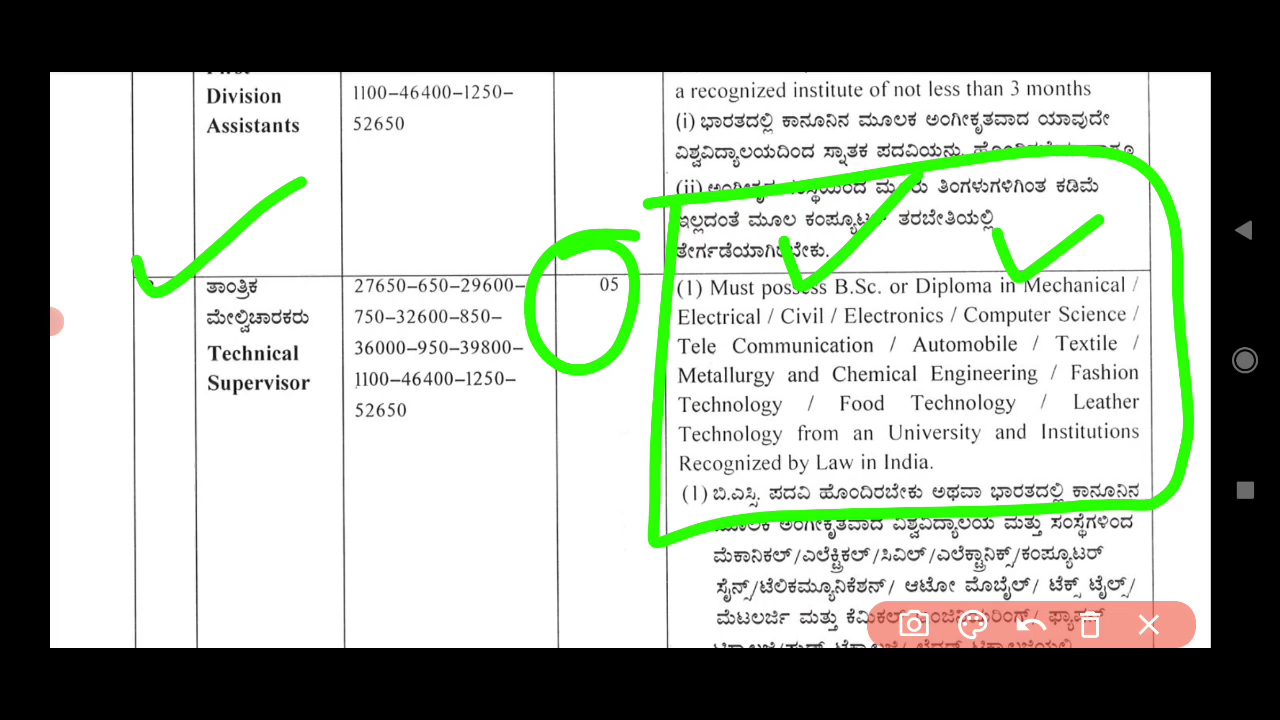 Division
Assistants
1100–46400–1250–
52650
a recognized institute of not less than 3 months
(i) ಭಾರತದಲ್ಲಿ ಕಾನೂನಿನ ಮೂಲಕ ಅಂಗೀಕೃತವಾದ ಯಾವುದೇ
ವಿಶ್ವವಿದ್ಯಾಲಯದಿಂದ ಸ್ನಾತಕ ಪದವಿಯನ್ನು
(ii) ತಿಂಗಳುಗಳಿಗಿಂತ ಕಡಿಮೆ
ಇಲ್ಲದಂತೆ ಮೂಲ ಕಂಪ್ಯೂಟರ್ ತರಬೇತಿಯಲ್ಲಿ
ತೇರ್ಗಡೆಯಾಗಿರಬೇಕು.
ತಾಂತ್ರಿಕ
ಮೇಲ್ವಿಚಾರಕರು
Technical
Supervisor
27650–650–29600–
750–32600–850–
36000–950–39800–
1100–46400–1250–
52650
05
(1) Must possess B.Sc. or Diploma in Mechanical /
Electrical / Civil / Electronics / Computer Science /
Tele Communication / Automobile / Textile /
Metallurgy and Chemical Engineering / Fashion
Technology / Food Technology / Leather
Technology from an University and Institutions
Recognized by Law in India.
(1) ಬಿ.ಎಸ್ಸಿ. ಪದವಿ ಹೊಂದಿರಬೇಕು ಅಥವಾ ಭಾರತದಲ್ಲಿ ಕಾನೂನಿನ
ಮೂಲಕ ಅಂಗೀಕೃತವಾದ ವಿಶ್ವವಿದ್ಯಾಲಯ ಮತ್ತು ಸಂಸ್ಥೆಗಳಿಂದ
ಮೆಕಾನಿಕಲ್/ಎಲೆಕ್ಟ್ರಿಕಲ್/ಸಿವಿಲ್/ಎಲೆಕ್ಟ್ರಾನಿಕ್ಸ್/ಕಂಪ್ಯೂಟರ್
ಸೈನ್ಸ್/ಟೆಲಿಕಮ್ಯೂನಿಕೇಶನ್/ ಆಟೋ ಮೊಬೈಲ್/ ಟೆಕ್ಸ್ ಟೈಲ್ಸ್/
ಮೆಟಲರ್ಜಿ ಮತ್ತು ಕೆಮಿಕಲ್ ಇಂಜಿನಿಯರಿಂಗ್/ ಫ್ಯಾಷನ್